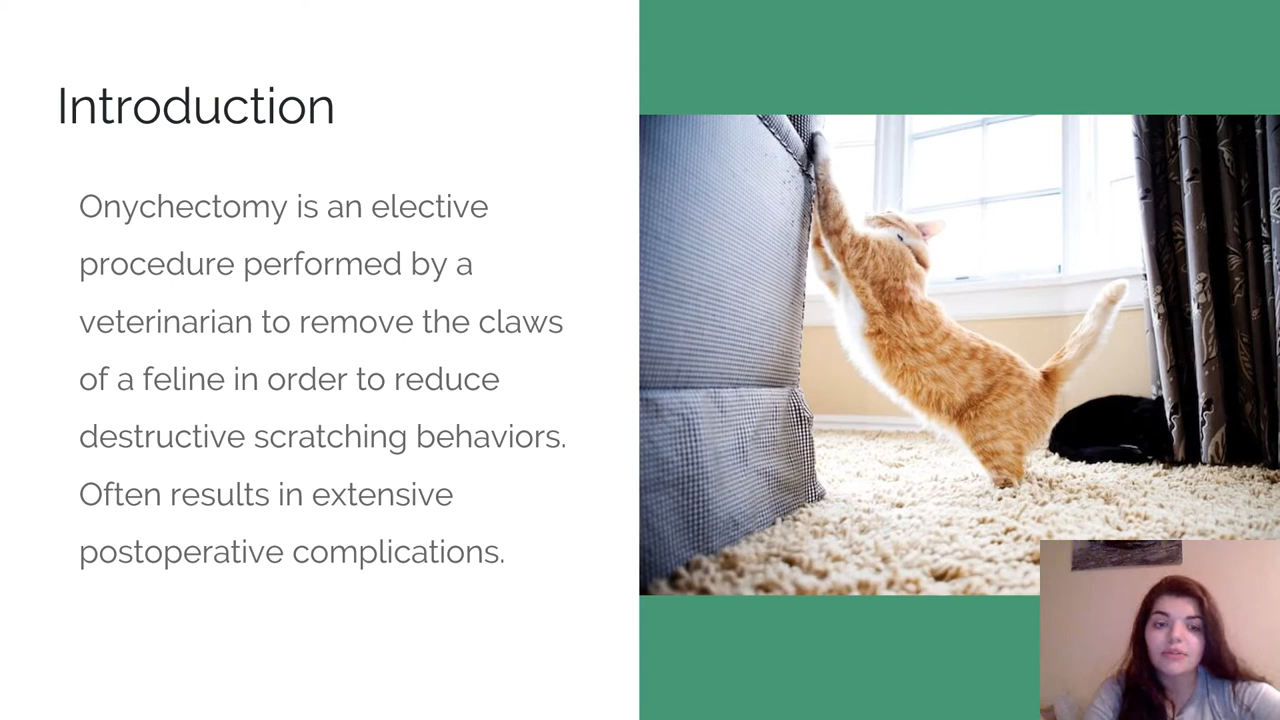 Introduction
Onychectomy is an elective
procedure performed by a
veterinarian to remove the claws
of a feline in order to reduce
destructive scratching behaviors.
Often results in extensive
postoperative complications.